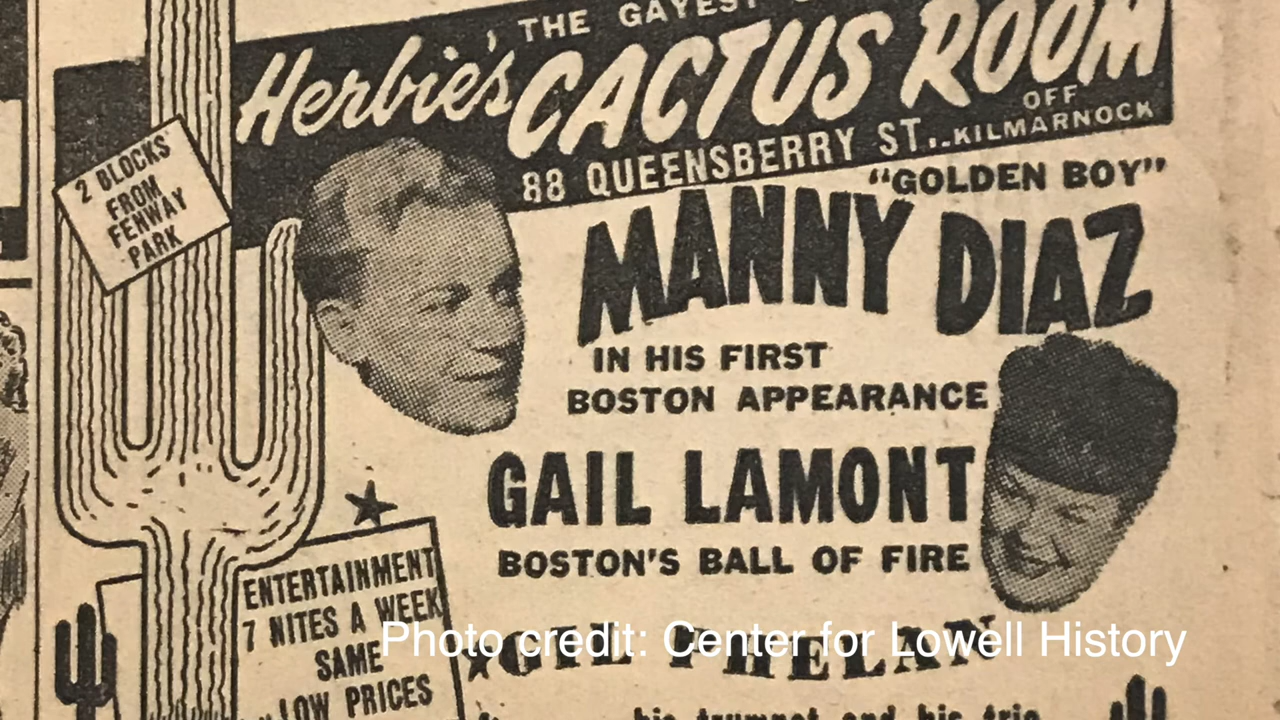 THE GAYEST
Herbie's CACTUS ROOM
88 QUEENSBERRY ST.. OFF KILMARNOCK
2 BLOCKS
FROM
FENWAY
PARK
"GOLDEN BOY"
MANNY DIAZ
IN HIS FIRST
BOSTON APPEARANCE
GAIL LAMONT
BOSTON'S BALL OF FIRE
ENTERTAINMENT
7 NITES A WEEK
SAME
LOW PRICES
GIL PHELAN
his trumpet and his trio
Photo credit: Center for Lowell History